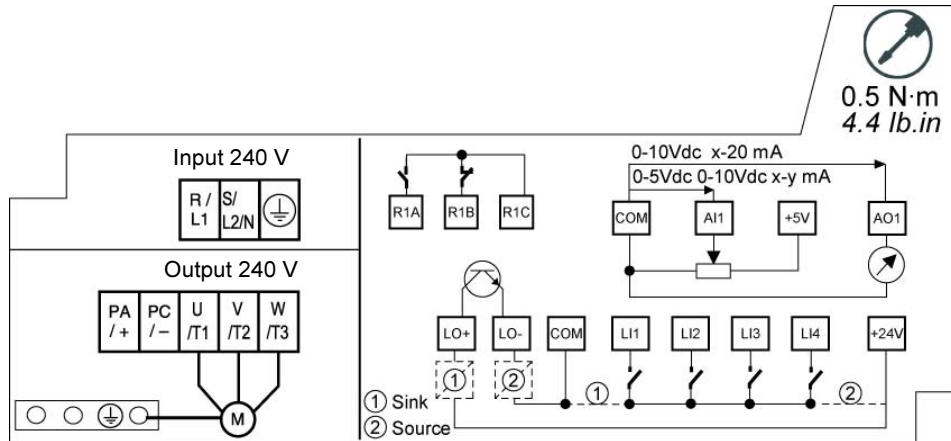 0.5 N·m
4.4 lb.in
Input 240 V
R / L1
S/ L2/N
Output 240 V
PA / +
PC / –
U /T1
V /T2
W /T3
M
R1A
R1B
R1C
0-10Vdc x-20 mA
0-5Vdc 0-10Vdc x-y mA
COM
AI1
+5V
AO1
LO+
LO-
COM
LI1
LI2
LI3
LI4
+24V
1
2
1
2
① Sink
② Source